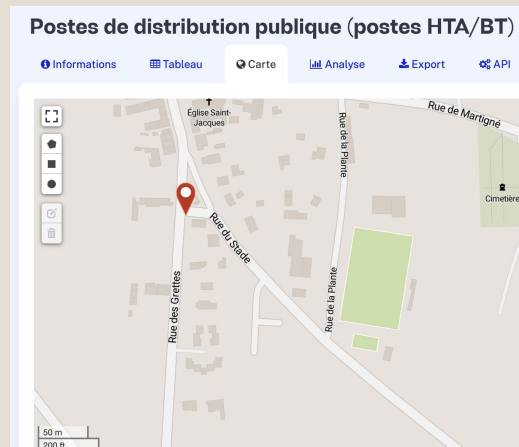 Postes de distribution publique (postes HTA/BT)
Informations
Tableau
Carte
Analyse
Export
API
Église Saint-
Jacques
Rue de la Plante
Rue de Martigné
Cimetière
Rue du Stade
Rue des Grettes
Rue de la Plante
50 m
200 ft